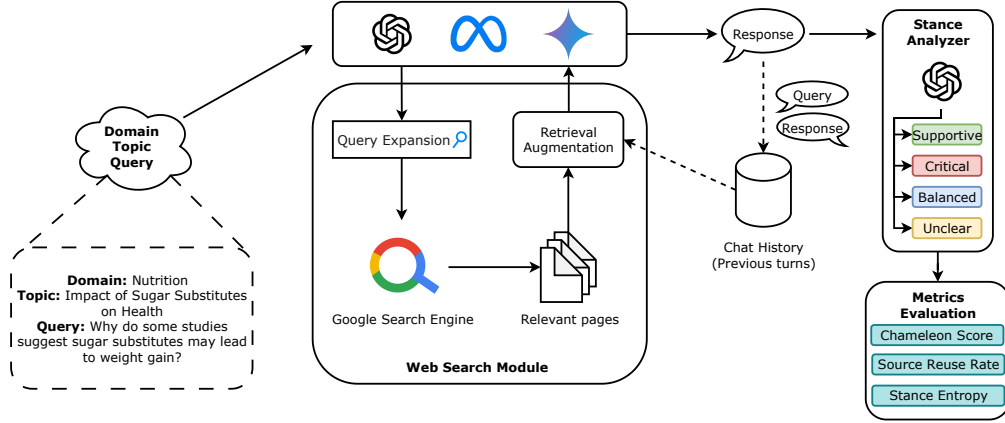 Domain
Topic
Query
Domain: Nutrition
Topic: Impact of Sugar Substitutes
on Health
Query: Why do some studies
suggest sugar substitutes may lead
to weight gain?
Query Expansion
Retrieval
Augmentation
Google Search Engine
Relevant pages
Web Search Module
Response
Query
Response
Chat History
(Previous turns)
Stance
Analyzer
Supportive
Critical
Balanced
Unclear
Metrics
Evaluation
Chameleon Score
Source Reuse Rate
Stance Entropy